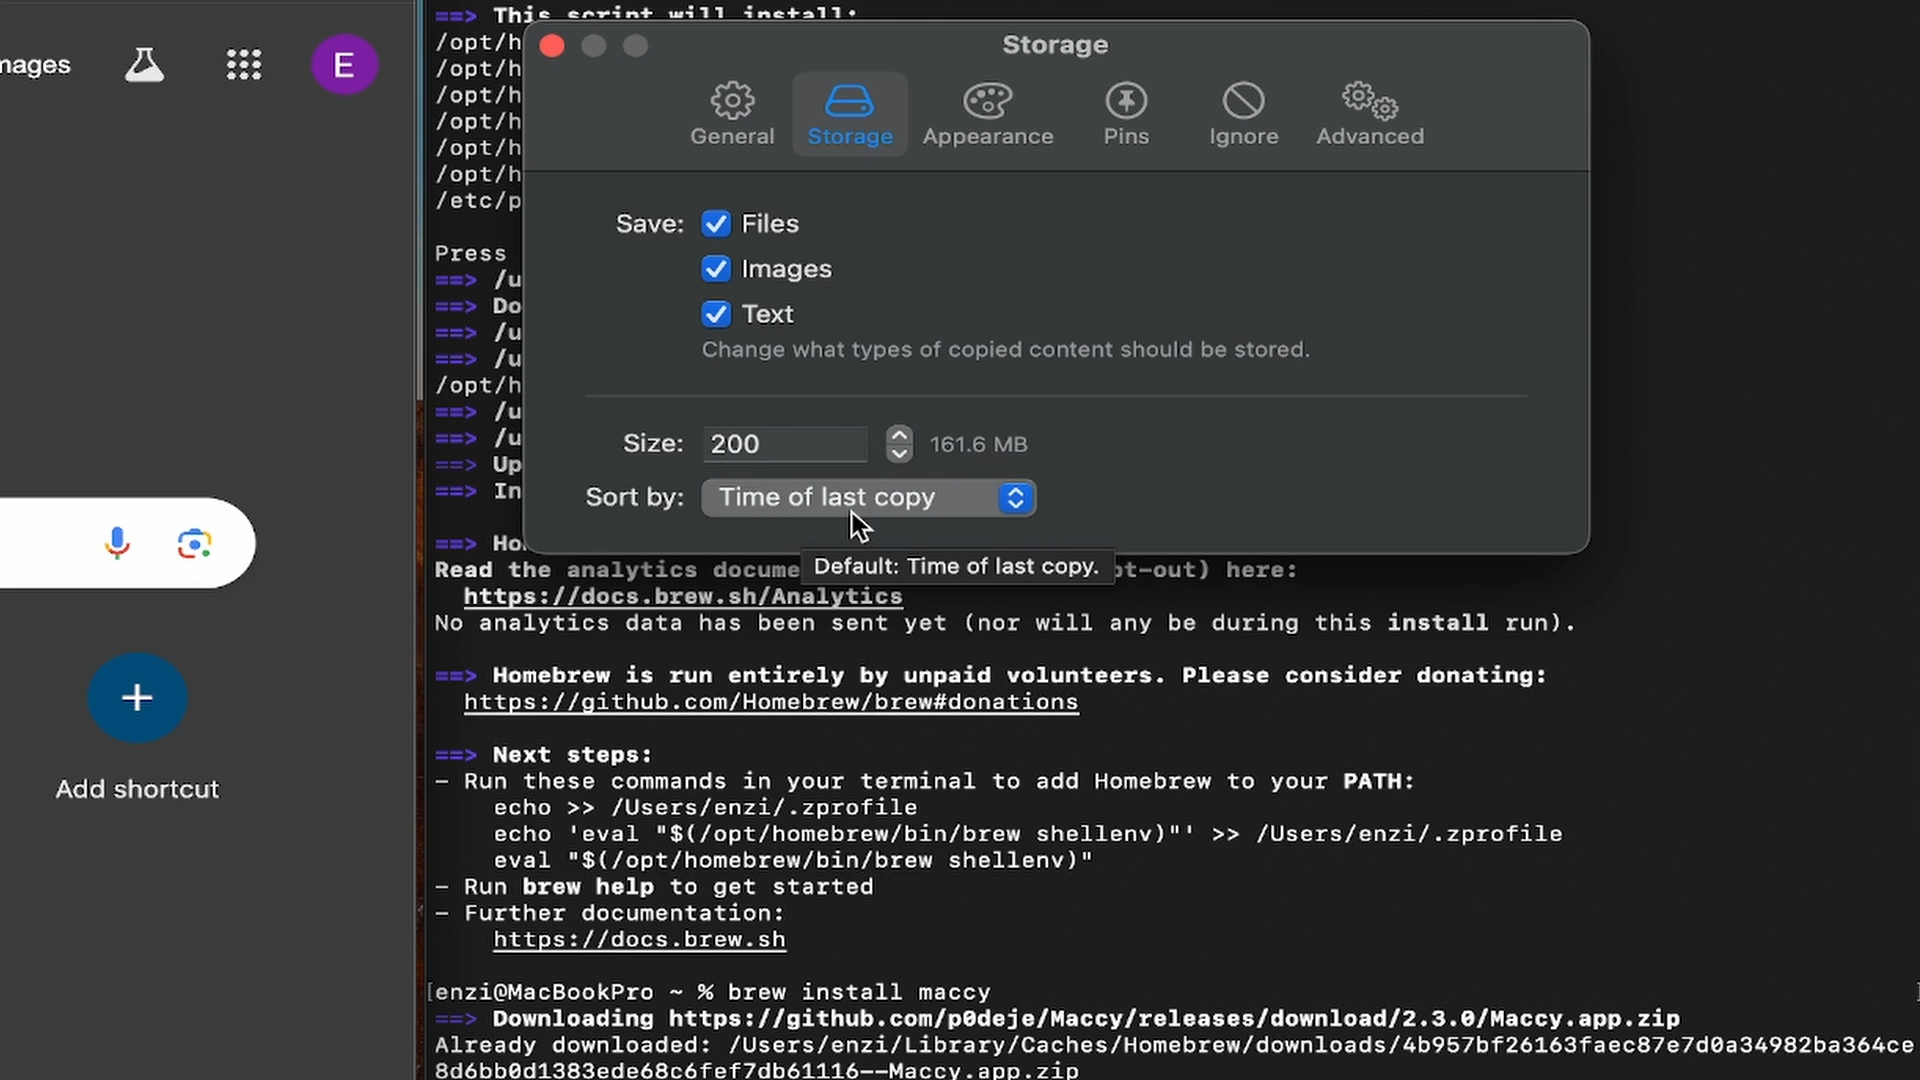 mages
E
Add shortcut
==> This script will install:
/opt/h
/opt/h
/opt/h
/opt/h
/opt/h
/opt/h
/etc/p
Press
==> /u
==> Do
==> /u
==> /u
/opt/h
==> /u
==> /u
==> Up
==> In
==> Ho
Storage
General
Storage
Appearance
Pins
Ignore
Advanced
Save:
Files
Images
Text
Change what types of copied content should be stored.
Size: 200 161.6 MB
Sort by: Time of last copy
Default: Time of last copy.
Read the analytics docume pt-out) here:
https://docs.brew.sh/Analytics
No analytics data has been sent yet (nor will any be during this install run).
==> Homebrew is run entirely by unpaid volunteers. Please consider donating:
https://github.com/Homebrew/brew#donations
==> Next steps:
- Run these commands in your terminal to add Homebrew to your PATH:
echo >> /Users/enzi/.zprofile
echo 'eval "$(/opt/homebrew/bin/brew shellenv)"' >> /Users/enzi/.zprofile
eval "$(/opt/homebrew/bin/brew shellenv)"
- Run brew help to get started
- Further documentation:
https://docs.brew.sh
[enzi@MacBookPro ~ % brew install maccy
==> Downloading https://github.com/p0deje/Maccy/releases/download/2.3.0/Maccy.app.zip
Already downloaded: /Users/enzi/Library/Caches/Homebrew/downloads/4b957bf26163faec87e7d0a34982ba364ce
8d6bb0d1383ede68c6fef7db61116--Maccy.app.zip